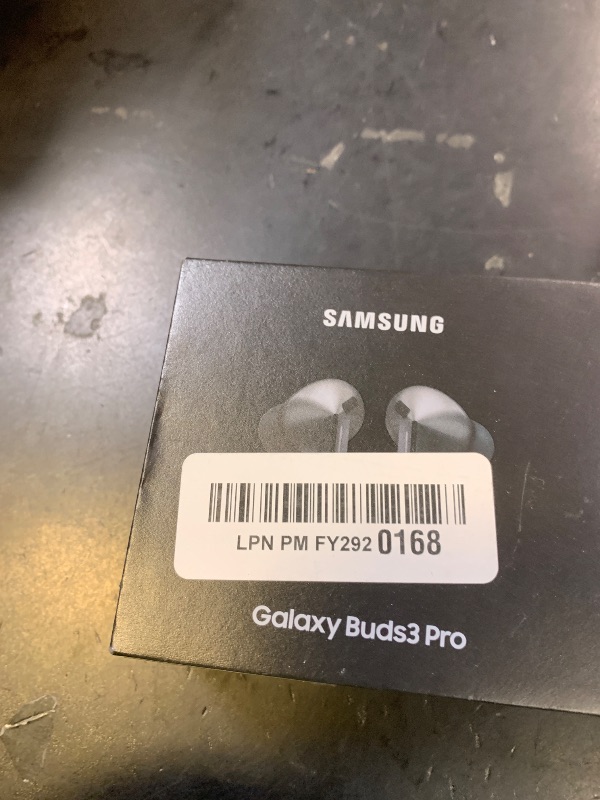 SAMSUNG
LPN PM FY292 0168
Galaxy Buds3 Pro